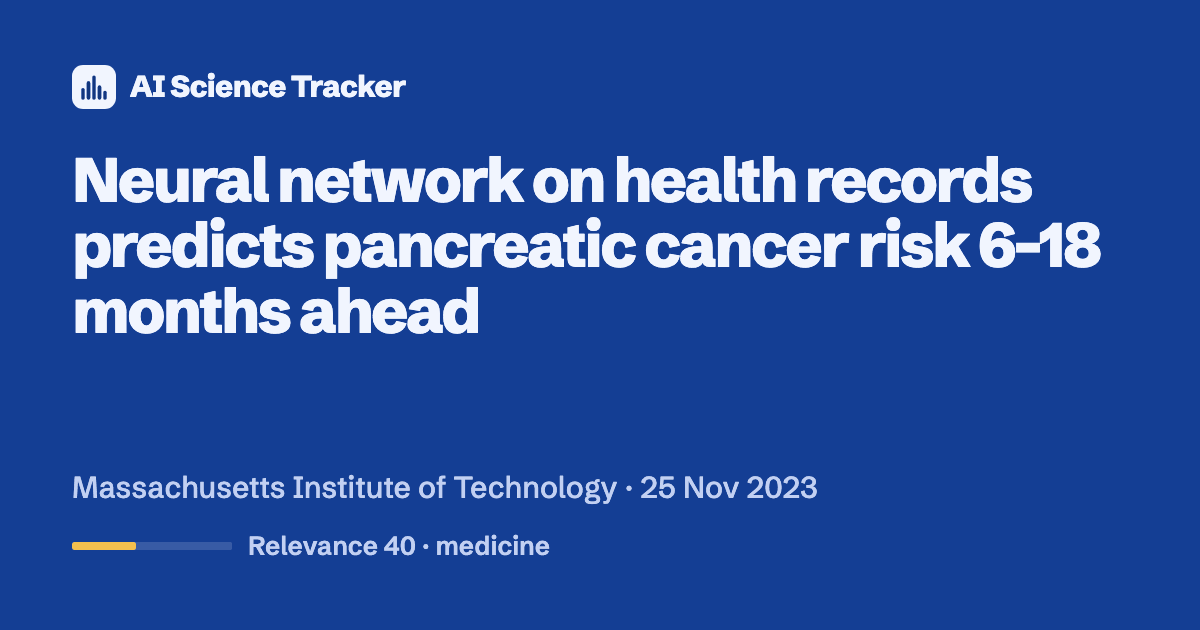 AI Science Tracker
Neural network on health records
predicts pancreatic cancer risk 6-18
months ahead
Massachusetts Institute of Technology · 25 Nov 2023
Relevance 40 · medicine